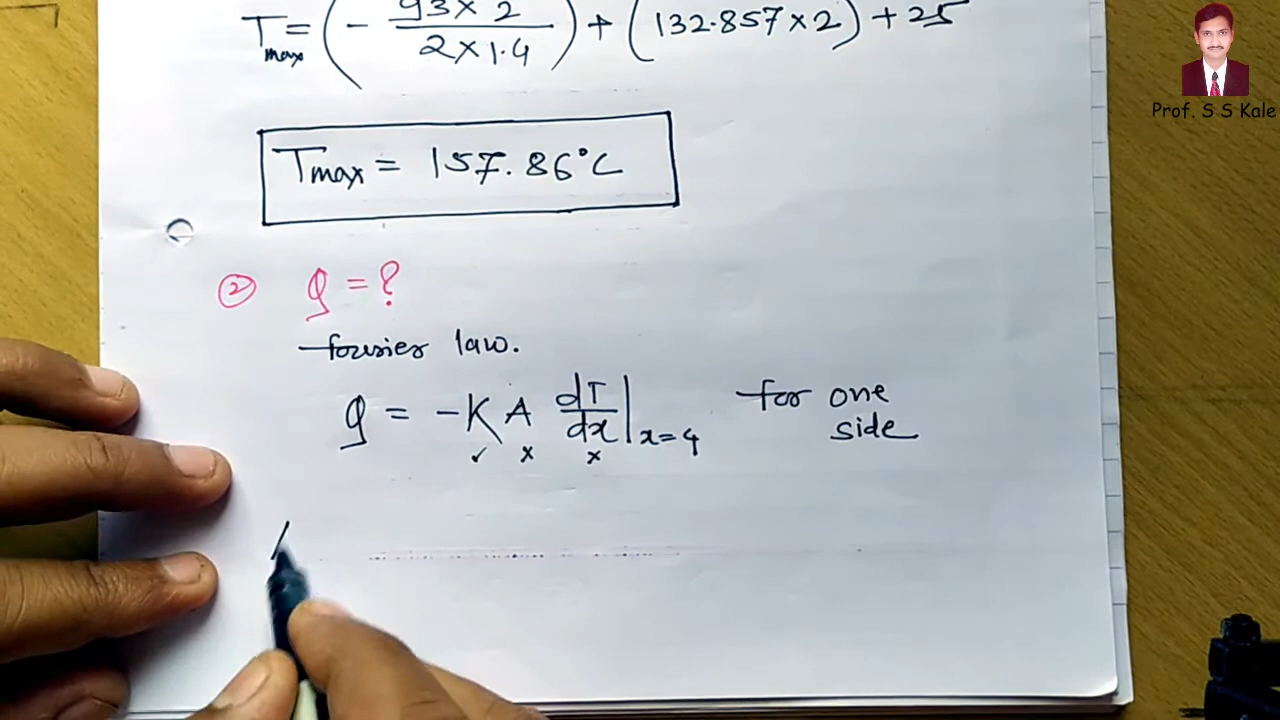 Tmax = (- 93×2 / 2×1.4) + (132.857×2) + 25
Prof. S S Kale
Tmax = 157.86°C
② Q = ?
fourier law.
Q = -K A dT/dx |x=4 for one side
✓ × ×